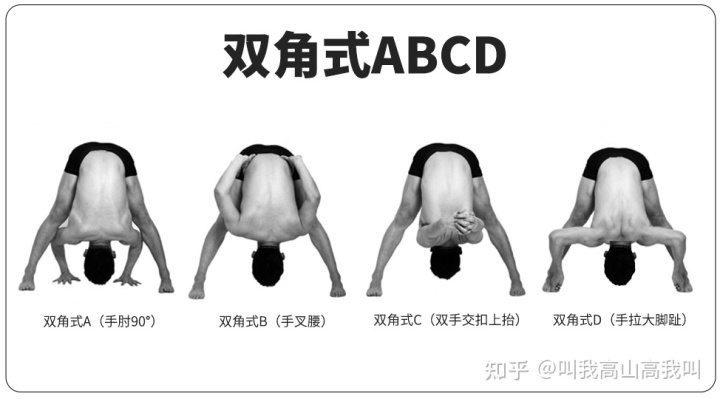 双角式ABCD
双角式A（手肘90°）
双角式B（手叉腰）
双角式C（双手交扣上抬）
双角式D（手拉大脚趾）
知乎 @叫我高山高我叫